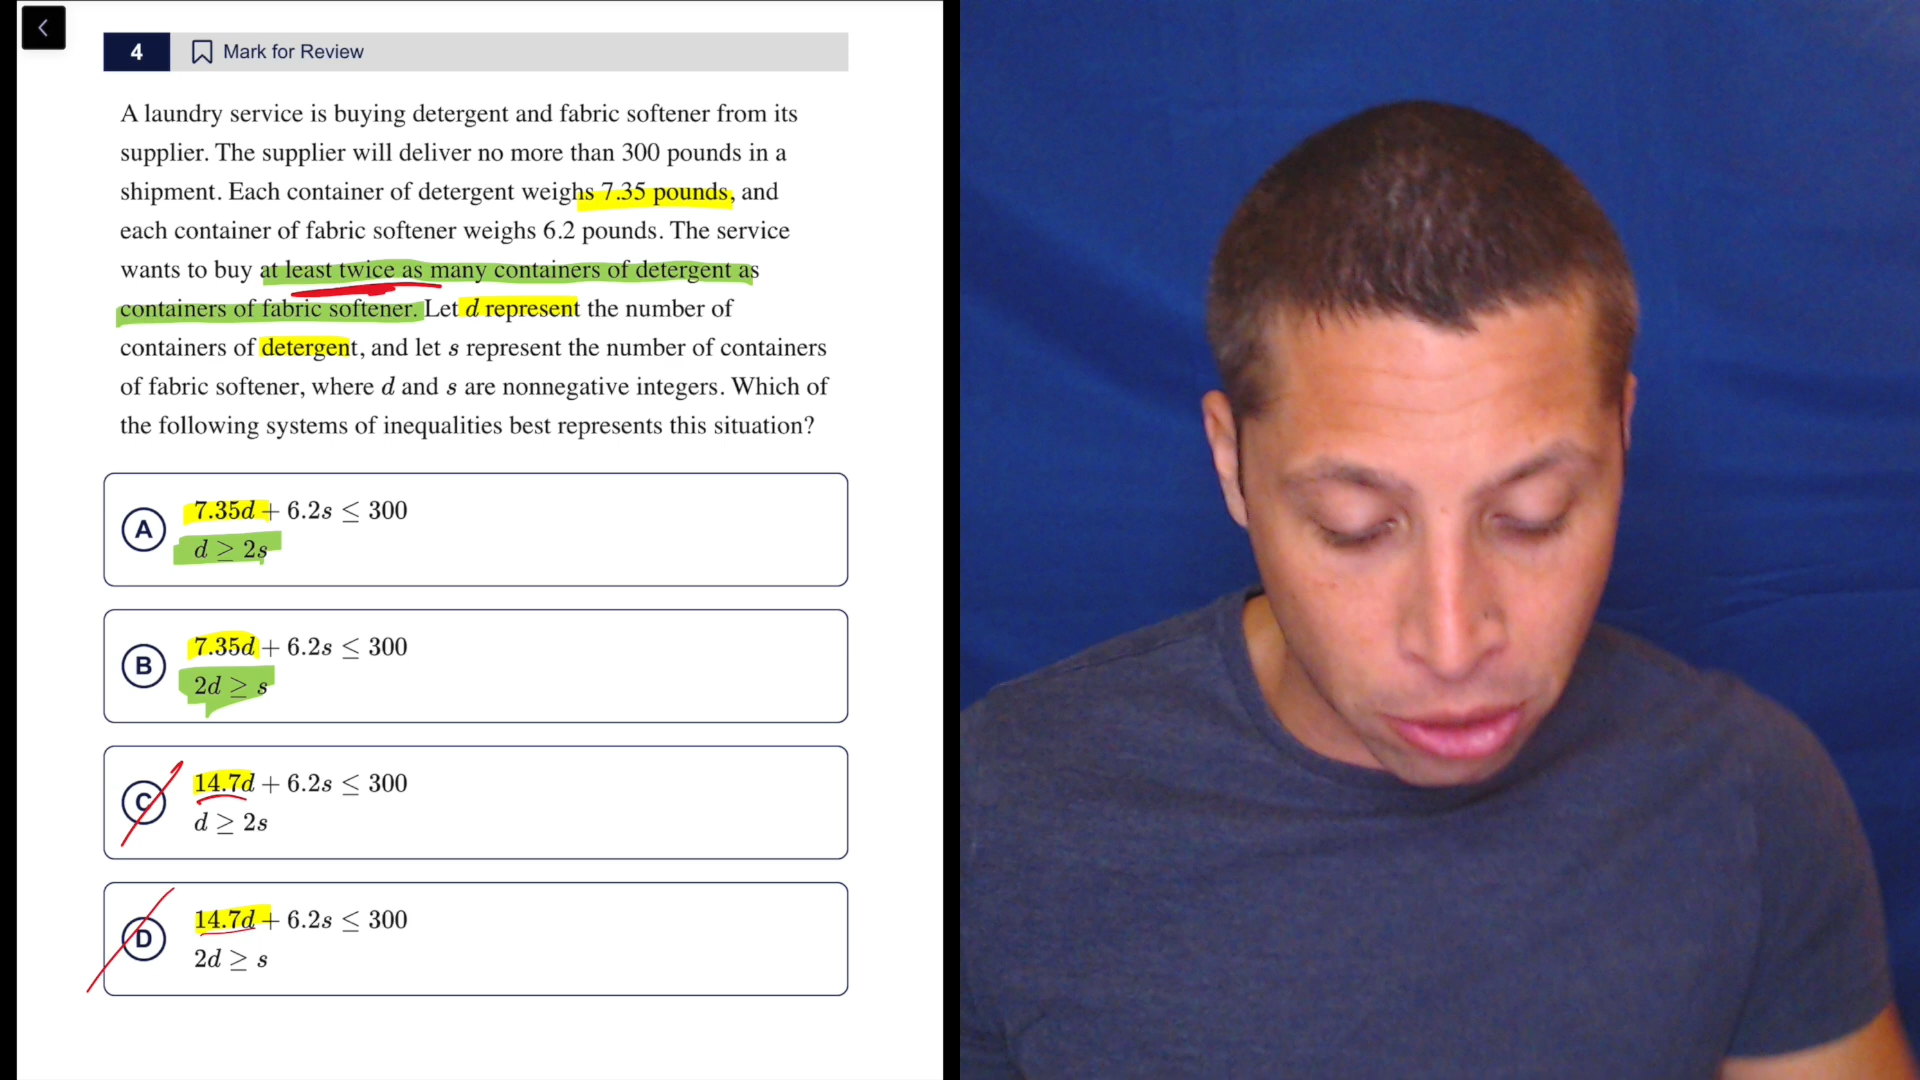 4 Mark for Review
A laundry service is buying detergent and fabric softener from its
supplier. The supplier will deliver no more than 300 pounds in a
shipment. Each container of detergent weighs 7.35 pounds, and
each container of fabric softener weighs 6.2 pounds. The service
wants to buy at least twice as many containers of detergent as
containers of fabric softener. Let d represent the number of
containers of detergent, and let s represent the number of containers
of fabric softener, where d and s are nonnegative integers. Which of
the following systems of inequalities best represents this situation?
A
7.35d + 6.2s ≤ 300
d ≥ 2s
B
7.35d + 6.2s ≤ 300
2d ≥ s
C
14.7d + 6.2s ≤ 300
d ≥ 2s
D
14.7d + 6.2s ≤ 300
2d ≥ s